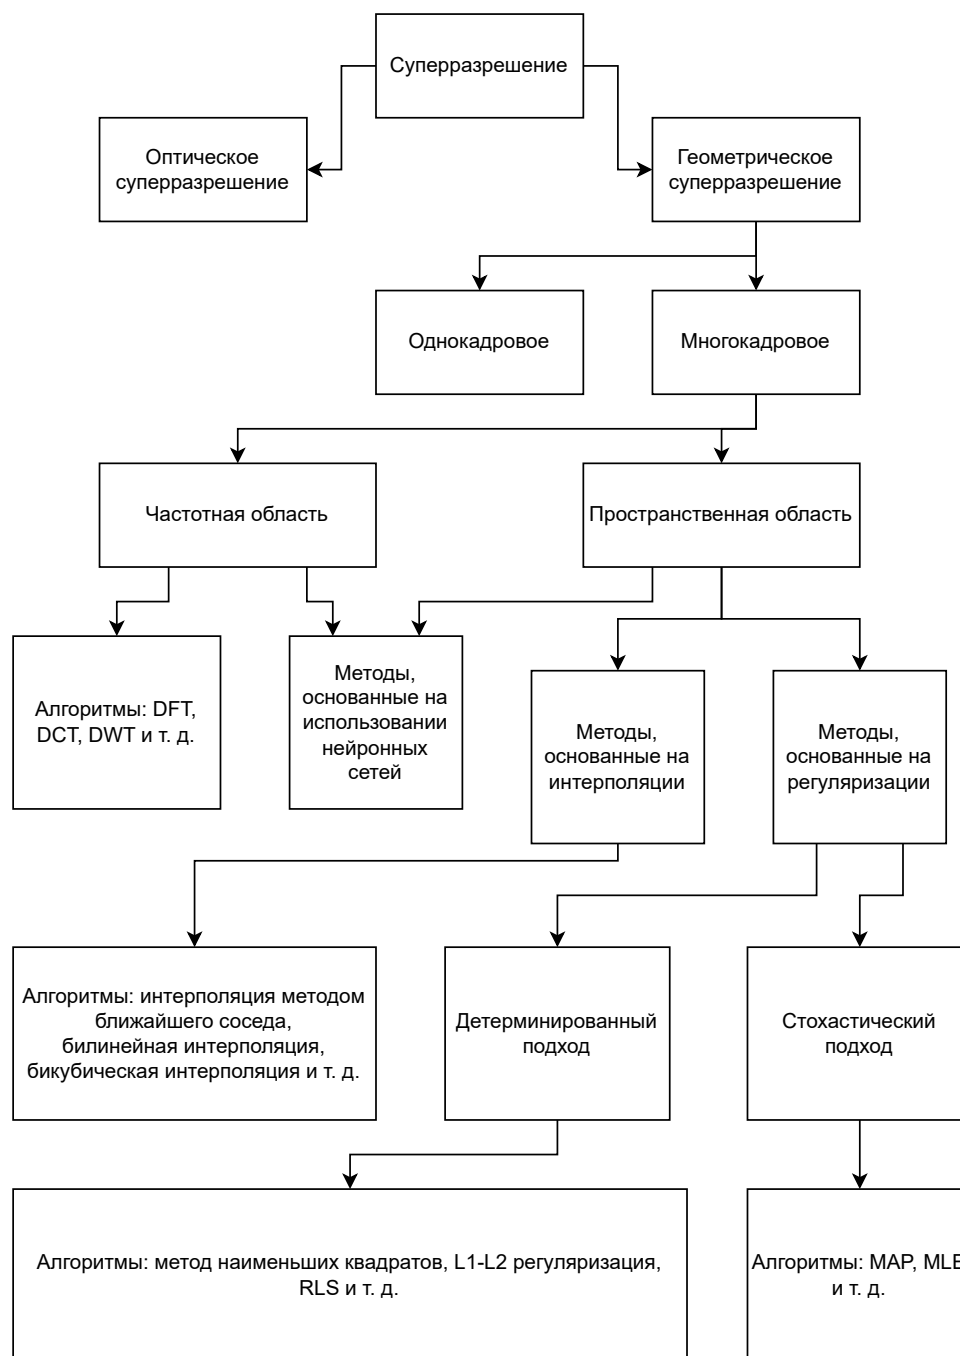 Суперразрешение
Оптическое
суперразрешение
Геометрическое
суперразрешение
Однокадровое
Многокадровое
Частотная область
Пространственная область
Алгоритмы: DFT,
DCT, DWT и т. д.
Методы,
основанные на
использовании
нейронных
сетей
Методы,
основанные на
интерполяции
Методы,
основанные на
регуляризации
Алгоритмы: интерполяция методом
ближайшего соседа,
билинейная интерполяция,
бикубическая интерполяция и т. д.
Детерминированный
подход
Стохастический
подход
Алгоритмы: метод наименьших квадратов, L1-L2 регуляризация,
RLS и т. д.
Алгоритмы: MAP, MLE
и т. д.